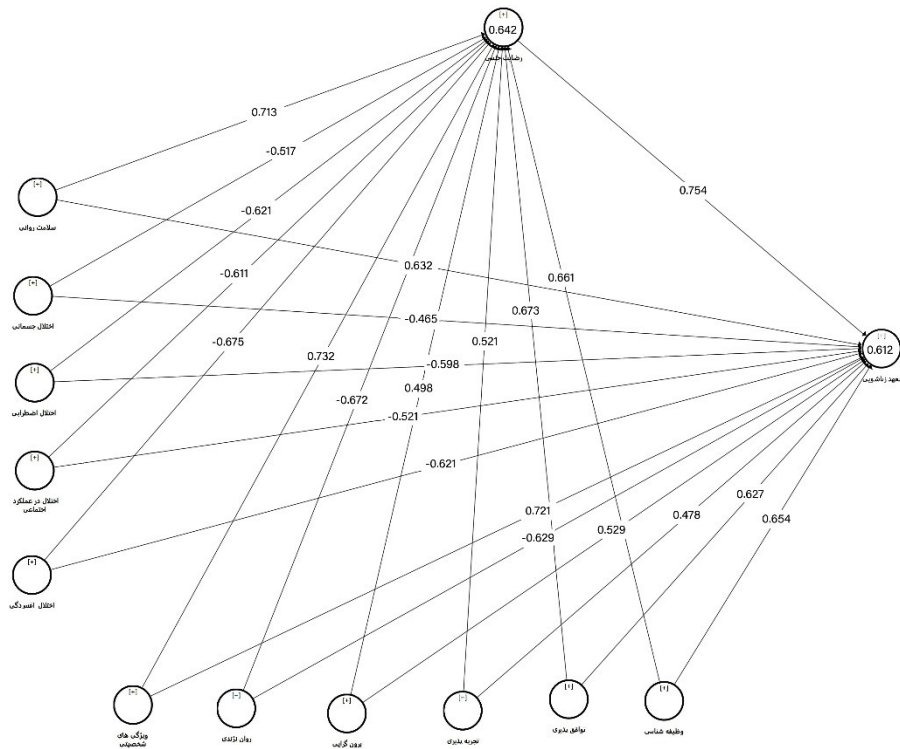 [+]
0.642
رضایت جنسی
0.713
-0.517
[+]
سلامت روانی
0.754
-0.621
0.632
-0.611
0.661
[+]
اختلال جسمانی
-0.465
0.673
-0.675
0.521
0.732
[+]
0.612
تعهد زناشویی
-0.598
[+]
اختلال اضطرابی
0.498
-0.672
-0.521
[+]
اختلال در عملکرد
اجتماعی
-0.621
0.627
0.721
0.478
0.654
0.529
-0.629
[+]
اختلال افسردگی
[+]
ویژگی های
شخصیتی
روان نژندی
[+]
برون گرایی
تجربه پذیری
[+]
توافق پذیری
[+]
وظیفه شناسی